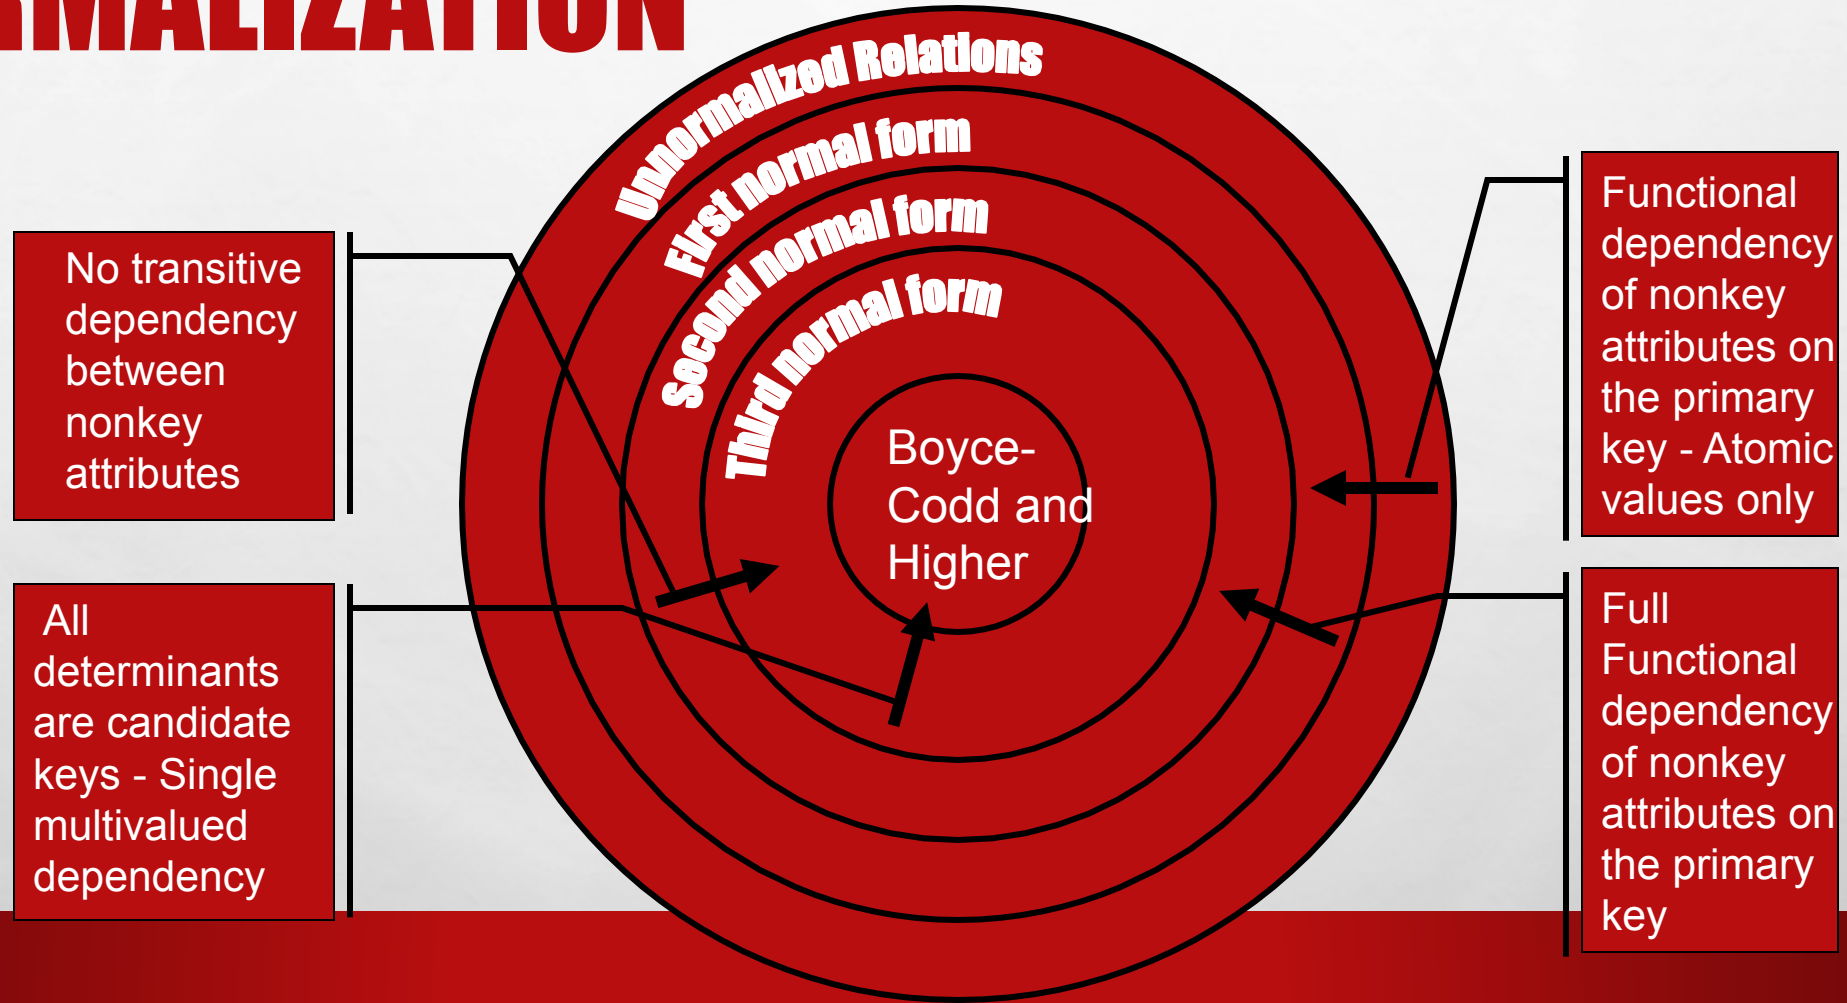 RMALIZATION
Unnormalized Relations
First normal form
Second normal form
Third normal form
Boyce-
Codd and
Higher
No transitive
dependency
between
nonkey
attributes
All
determinants
are candidate
keys - Single
multivalued
dependency
Functional
dependency
of nonkey
attributes on
the primary
key - Atomic
values only
Full
Functional
dependency
of nonkey
attributes on
the primary
key